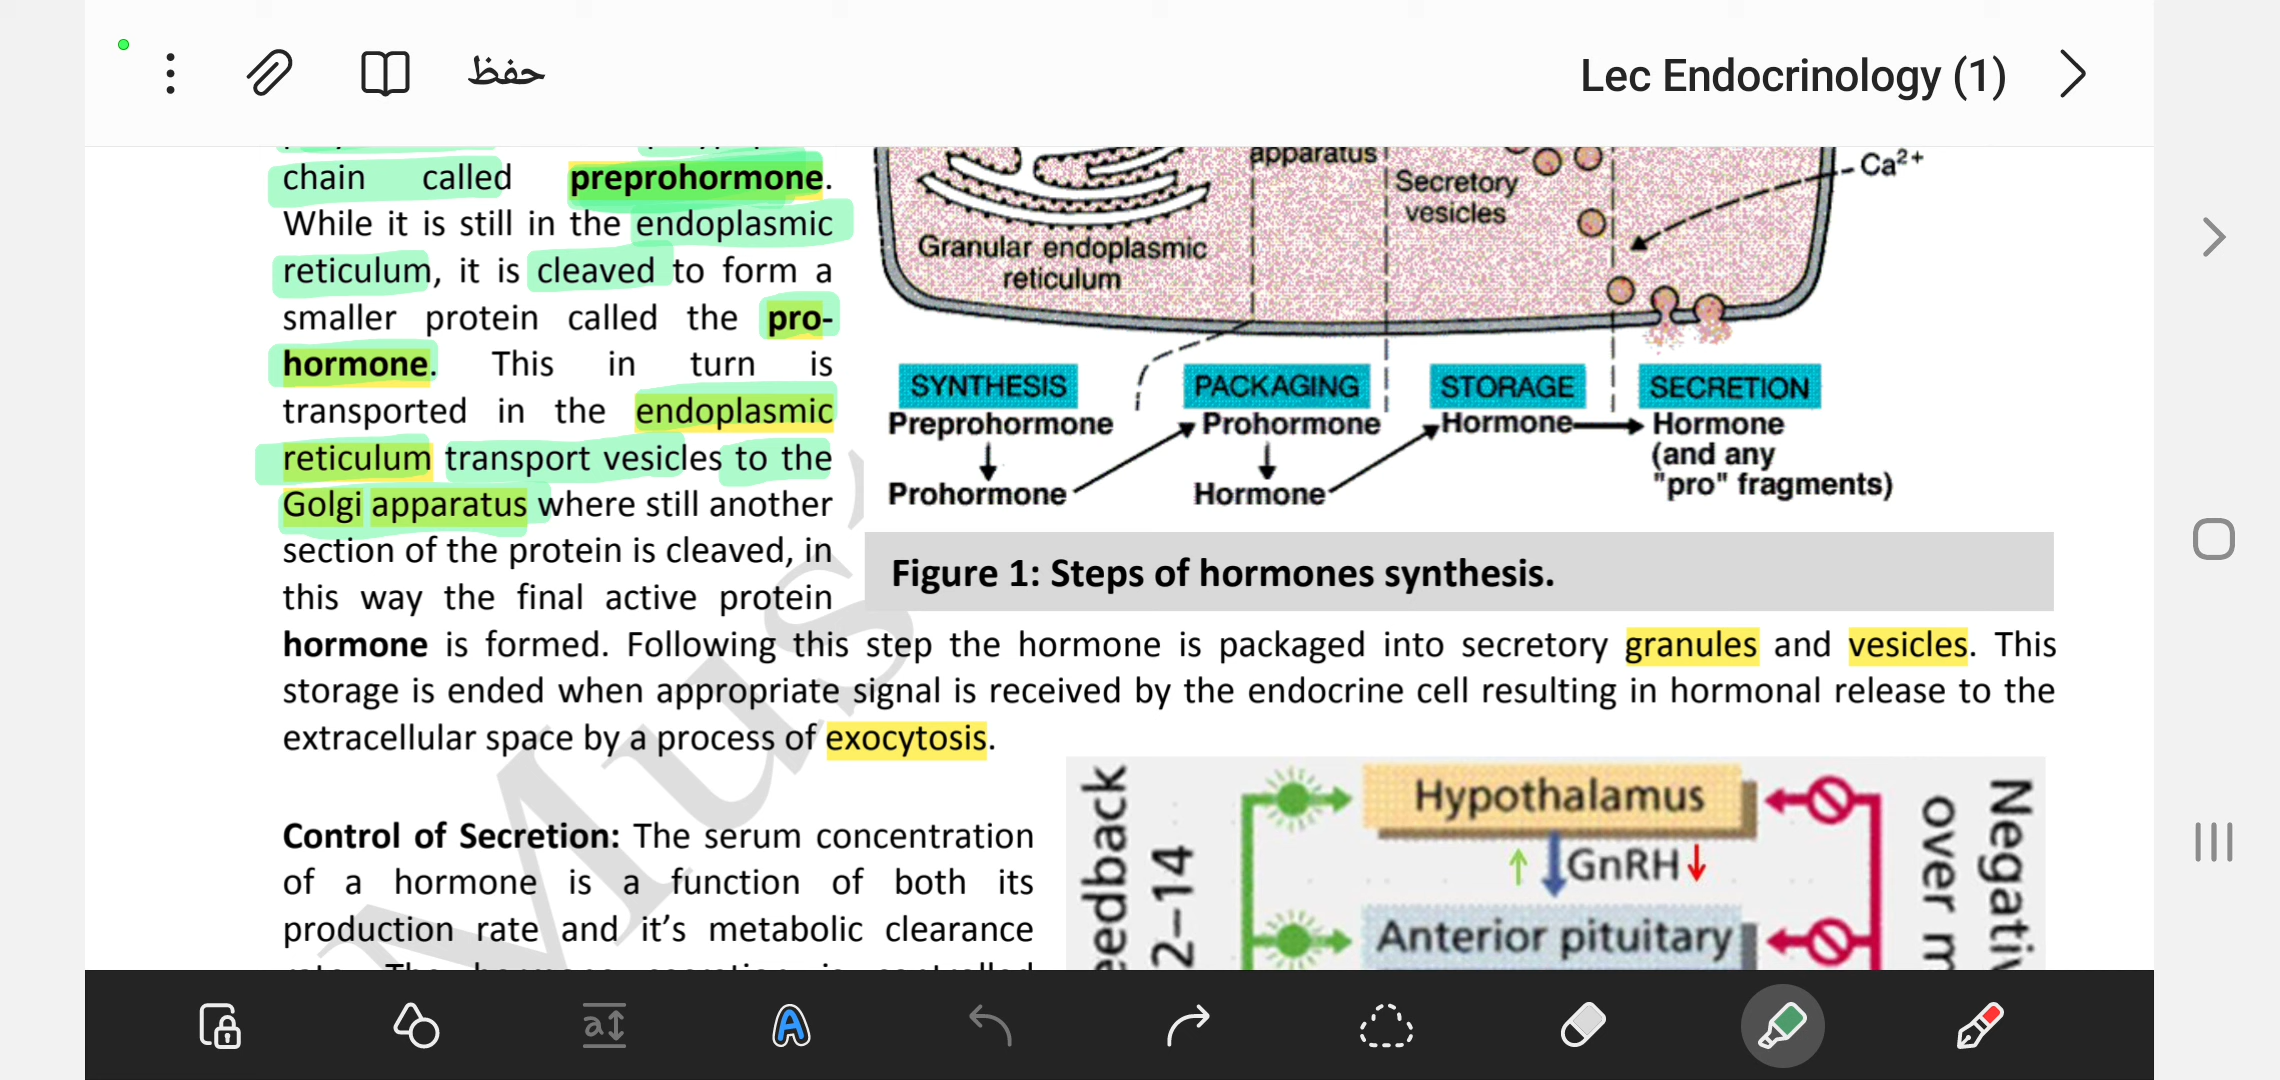 حفظ
Lec Endocrinology (1)
chain called preprohormone.
While it is still in the endoplasmic
reticulum, it is cleaved to form a
smaller protein called the pro-
hormone. This in turn is
transported in the endoplasmic
reticulum transport vesicles to the
Golgi apparatus where still another
section of the protein is cleaved, in
this way the final active protein
apparatus
Secretory
vesicles
Ca²⁺
Granular endoplasmic
reticulum
SYNTHESIS
Preprohormone
Prohormone
PACKAGING
Prohormone
Hormone
STORAGE
Hormone
SECRETION
Hormone
(and any
"pro" fragments)
Figure 1: Steps of hormones synthesis.
hormone is formed. Following this step the hormone is packaged into secretory granules and vesicles. This
storage is ended when appropriate signal is received by the endocrine cell resulting in hormonal release to the
extracellular space by a process of exocytosis.
Control of Secretion: The serum concentration
of a hormone is a function of both its
production rate and it's metabolic clearance
eedback
2–14
Hypothalamus
GnRH
Anterior pituitary
Negativ
over m
Mus